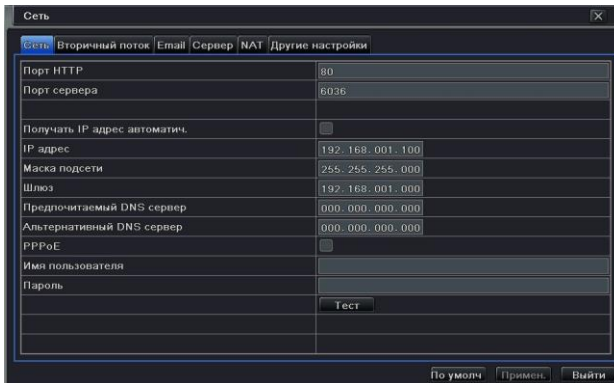 Сеть
Сеть Вторичный поток Email Сервер NAT Другие настройки
Порт HTTP 80
Порт сервера 6036
Получать IP адрес автоматич.
IP адрес 192. 168. 001. 100
Маска подсети 255. 255. 255. 000
Шлюз 192. 168. 001. 000
Предпочитаемый DNS сервер 000. 000. 000. 000
Альтернативный DNS сервер 000. 000. 000. 000
PPPoE
Имя пользователя
Пароль
Тест
По умолч Примен. Выйти